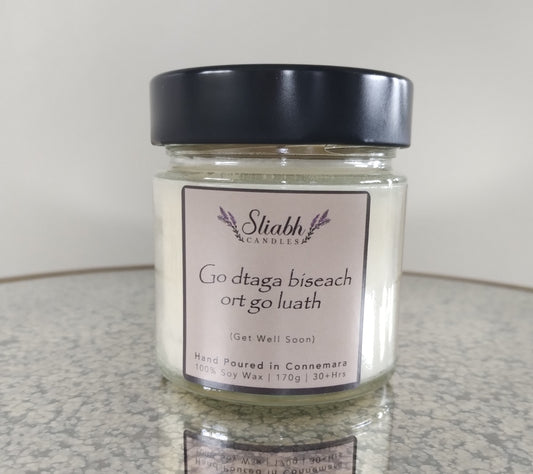 Sliabh
CANDLES
Go dtaga biseach
ort go luath
(Get Well Soon)
Hand Poured in Connemara
100% Soy Wax | 170g | 30+Hrs